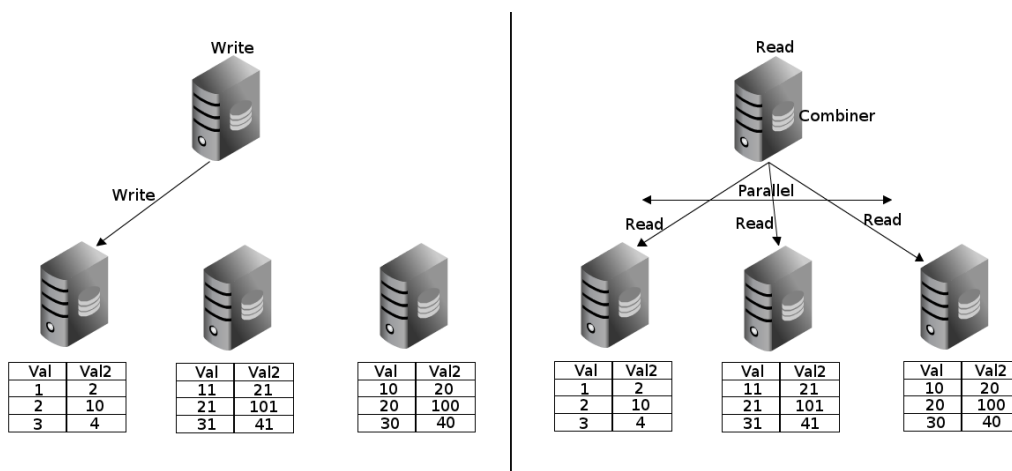 Write
Write
Val Val2
1 2
2 10
3 4
Val Val2
11 21
21 101
31 41
Val Val2
10 20
20 100
30 40
Read
Combiner
Parallel
Read
Read
Read
Val Val2
1 2
2 10
3 4
Val Val2
11 21
21 101
31 41
Val Val2
10 20
20 100
30 40